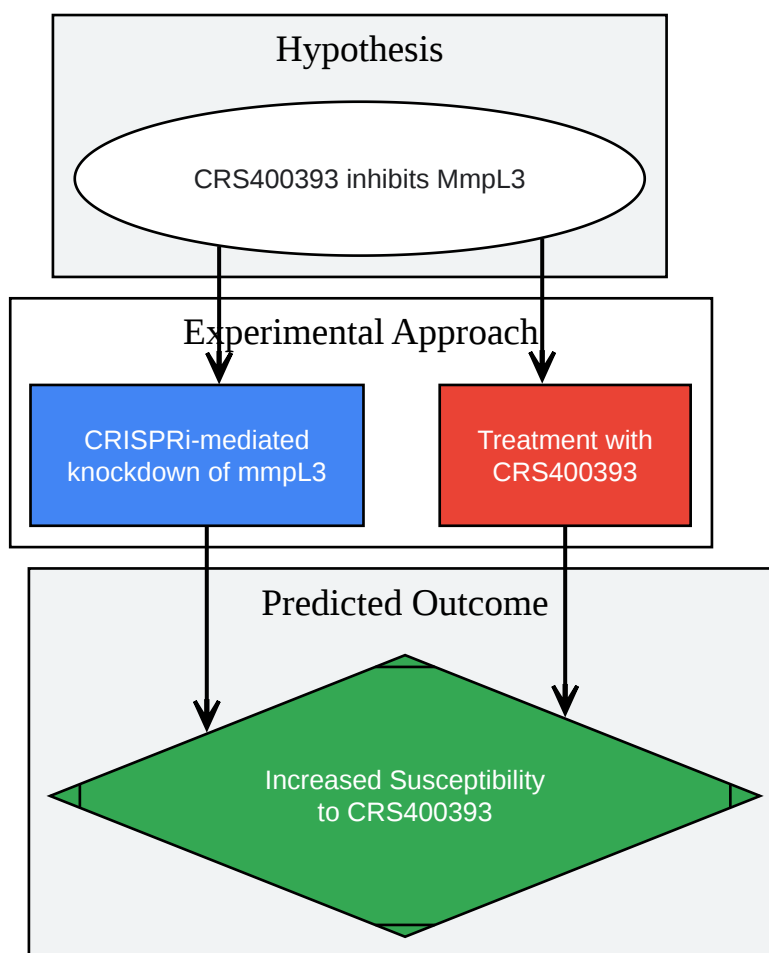 Hypothesis
CRS400393 inhibits MmpL3
Experimental Approach
CRISPRi-mediated
knockdown of mmpL3
Treatment with
CRS400393
Predicted Outcome
Increased Susceptibility
to CRS400393